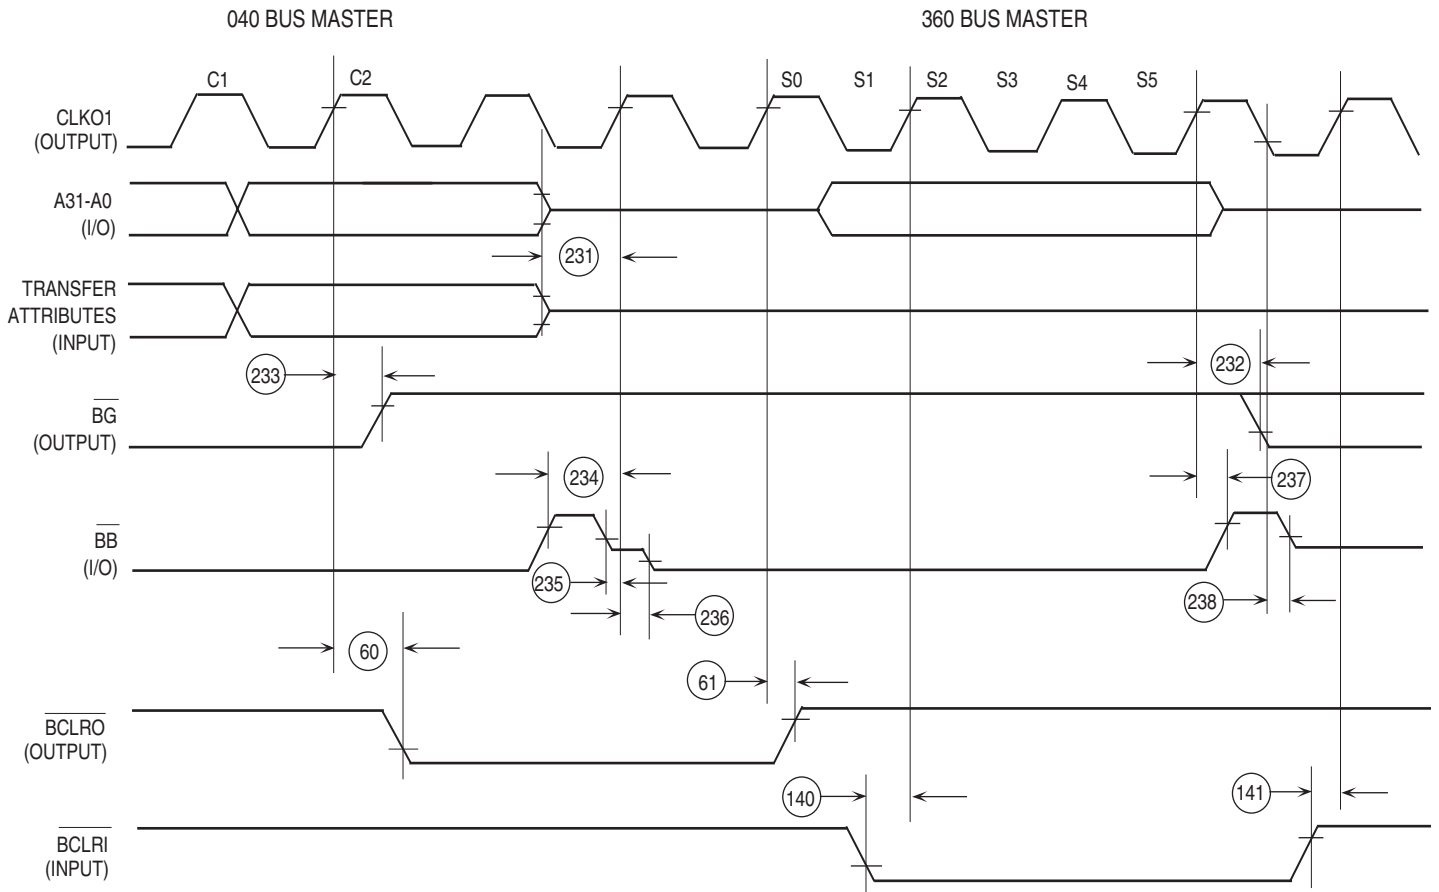 040 BUS MASTER
360 BUS MASTER
C1
C2
S0
S1
S2
S3
S4
S5
CLKO1
(OUTPUT)
A31-A0
(I/O)
231
TRANSFER
ATTRIBUTES
(INPUT)
233
232
BG
(OUTPUT)
234
237
BB
(I/O)
235
236
238
60
61
BCLRO
(OUTPUT)
140
141
BCLRI
(INPUT)